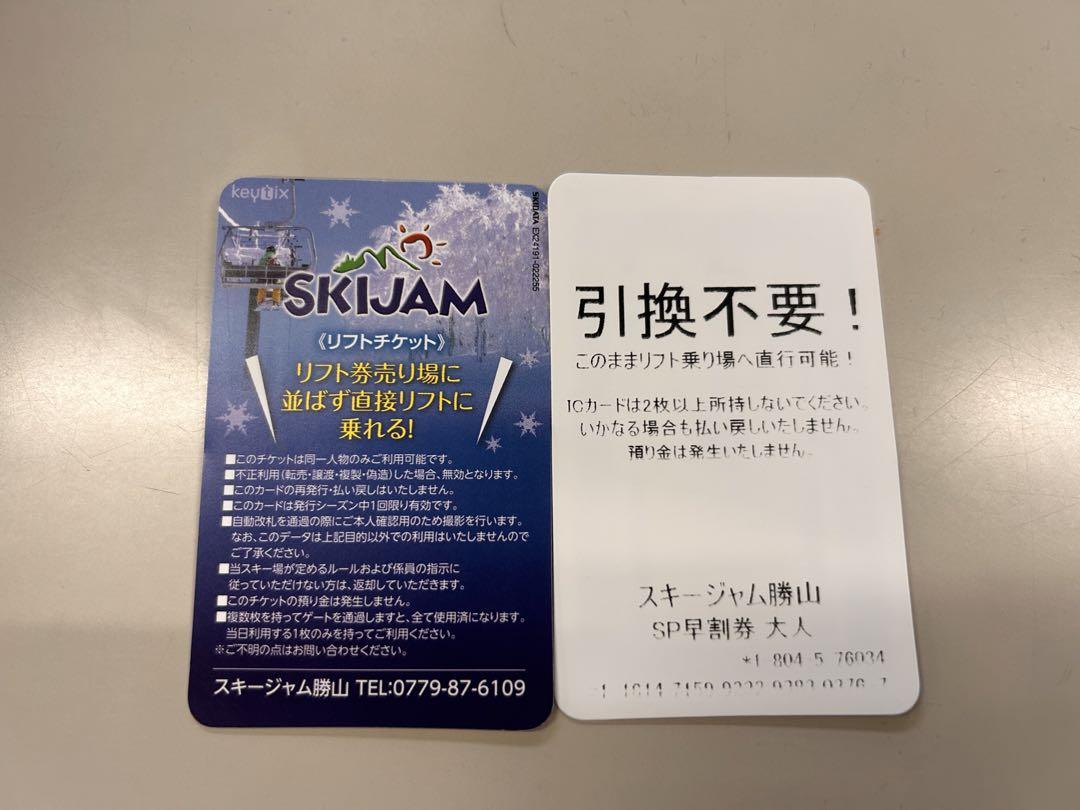 keytix
SKIDATA EX24191-022255
SKIJAM
《リフトチケット》
リフト券売り場に
並ばず直接リフトに
乗れる!
■このチケットは同一人物のみご利用可能です。
■不正利用(転売・譲渡・複製・偽造)した場合、無効となります。
■このカードの再発行・払い戻しはいたしません。
■このカードは発行シーズン中1回限り有効です。
■自動改札を通過の際にご本人確認用のため撮影を行います。
なお、このデータは上記目的以外での利用はいたしませんので
ご了承ください。
■当スキー場が定めるルールおよび係員の指示に
従っていただけない方は、返却していただきます。
■このチケットの預り金は発生しません。
■複数枚を持ってゲートを通過しますと、全て使用済になります。
当日利用する1枚のみを持ってご利用ください。
※ご不明の点はお問い合わせください。
スキージャム勝山 TEL:0779-87-6109
引換不要!
このままリフト乗り場へ直行可能!
ICカードは2枚以上所持しないでください。
いかなる場合も払い戻しいたしません。
預り金は発生いたしません。
スキージャム勝山
SP早割券 大人
*1 804 5 76034